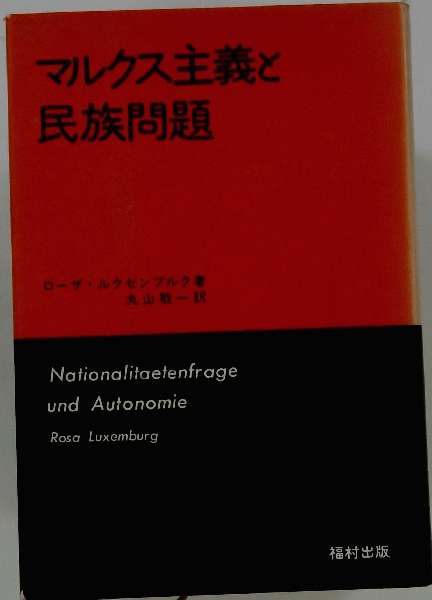 マルクス主義と
民族問題
ローザ・ルクセンブルク著
丸山敬一訳
Nationalitaetenfrage
und Autonomie
Rosa Luxemburg
福村出版